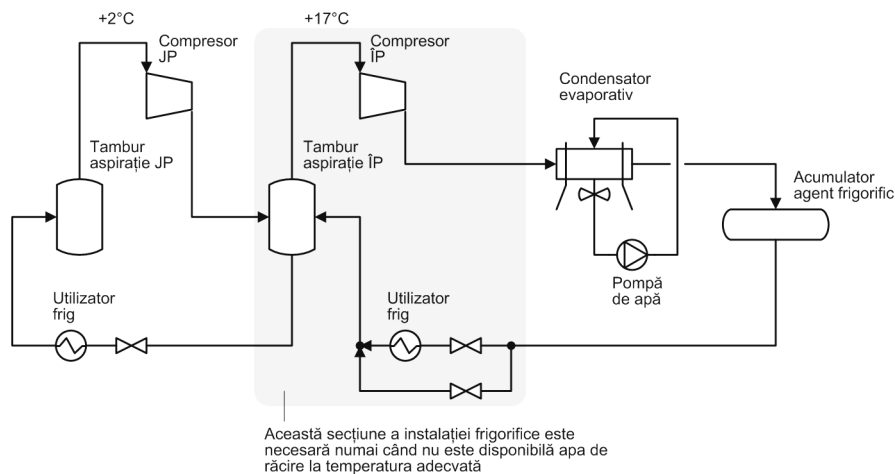 +2°C
+17°C
Compresor
JP
Compresor
ÎP
Condensator
evaporativ
Tambur
aspirație JP
Tambur
aspirație ÎP
Acumulator
agent frigorific
Utilizator
frig
Utilizator
frig
Pompă
de apă
Această secțiune a instalației frigorifice este
necesară numai când nu este disponibilă apa de
răcire la temperatura adecvată